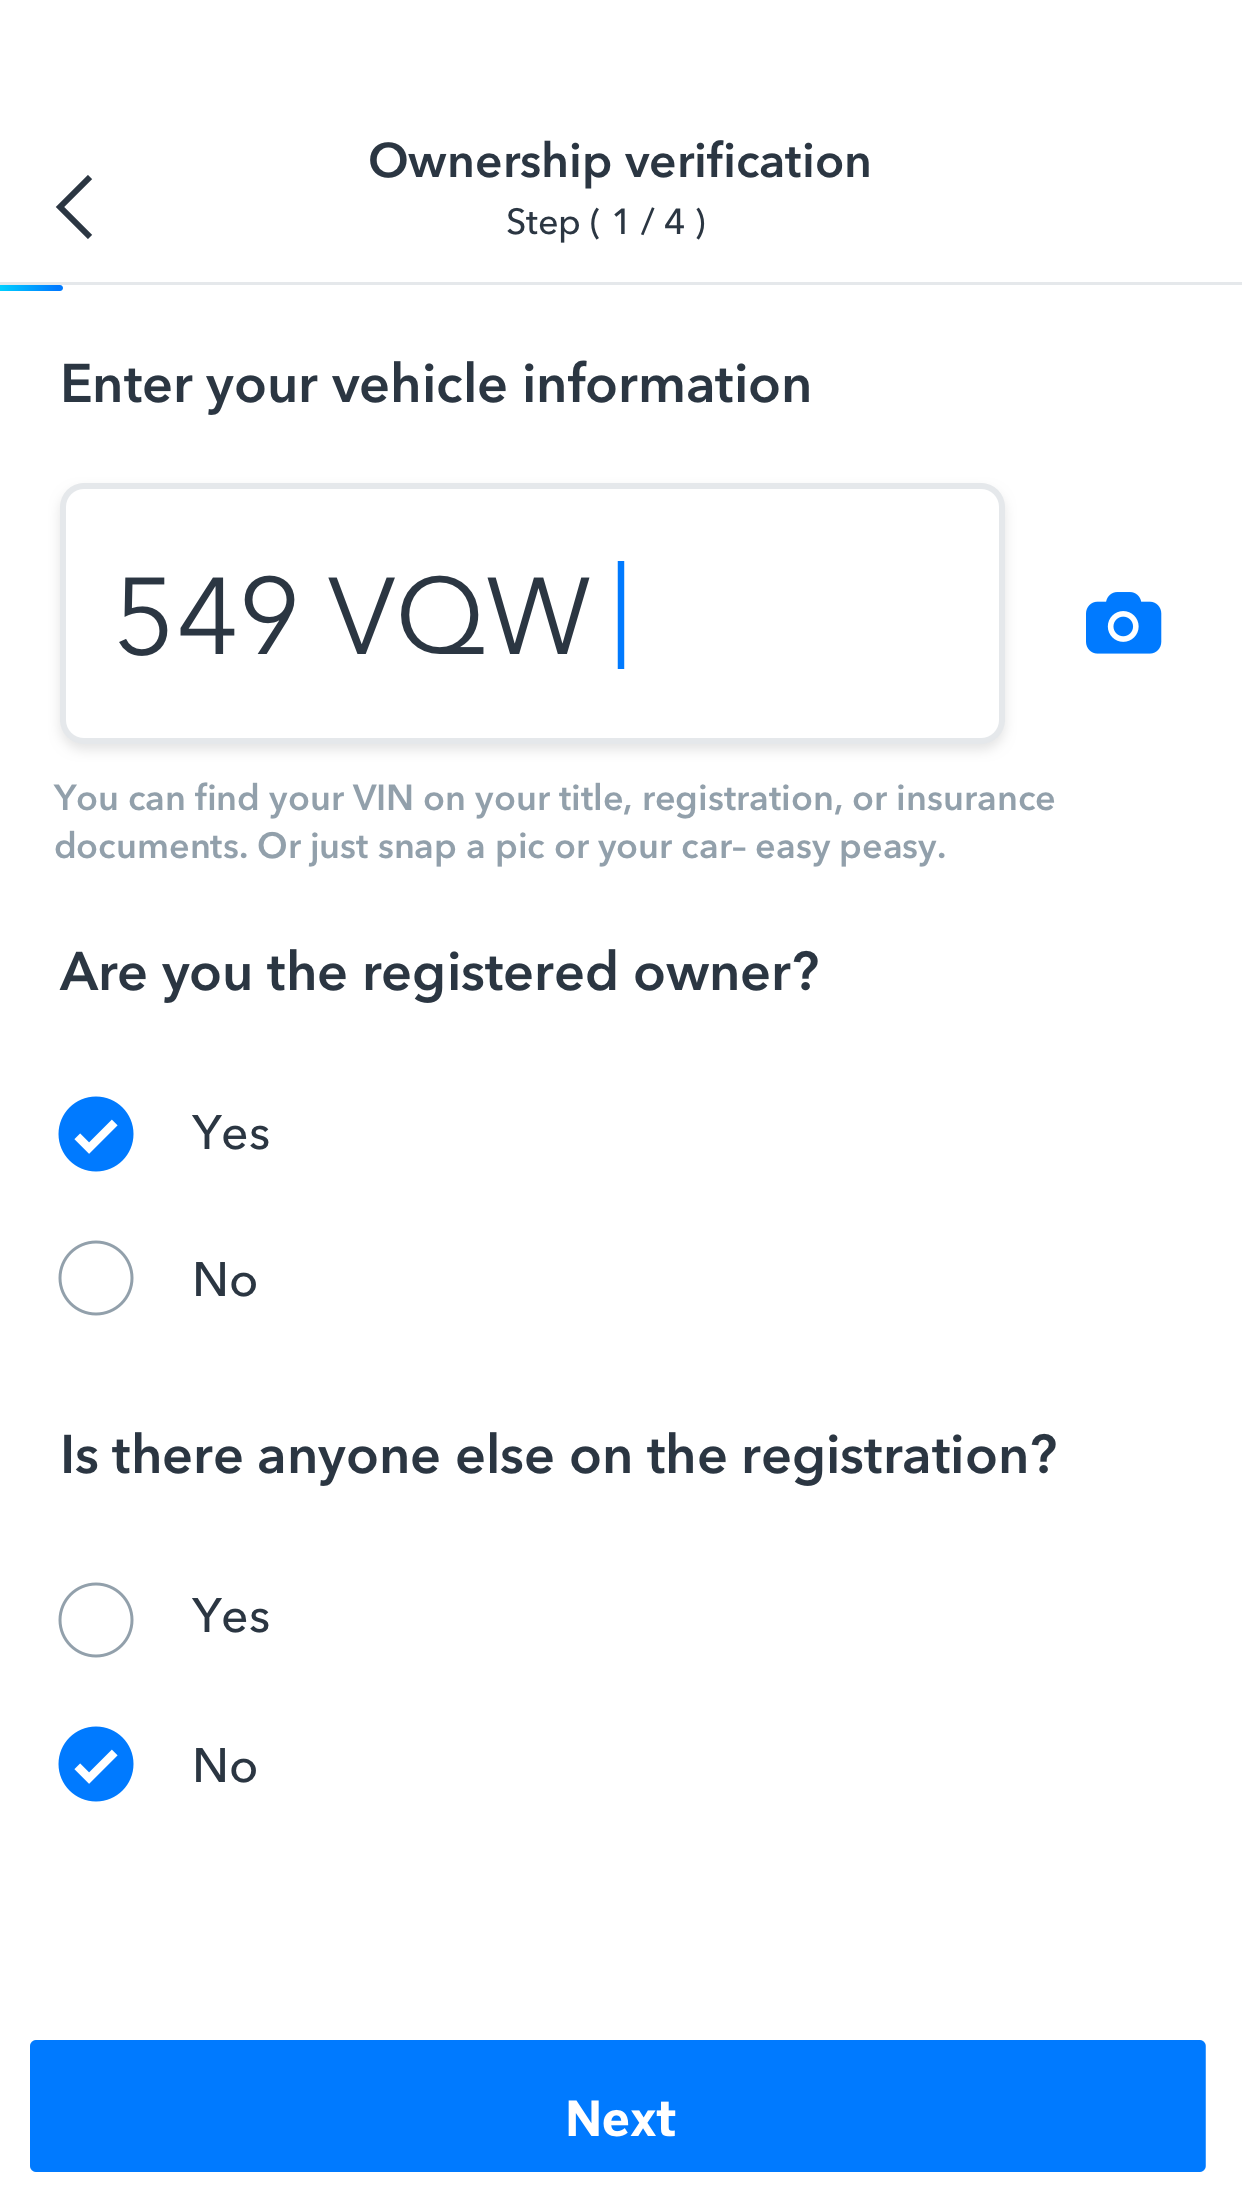 Ownership verification
Step ( 1 / 4 )
Enter your vehicle information
549 VQW
You can find your VIN on your title, registration, or insurance
documents. Or just snap a pic or your car– easy peasy.
Are you the registered owner?
Yes
No
Is there anyone else on the registration?
Yes
No
Next